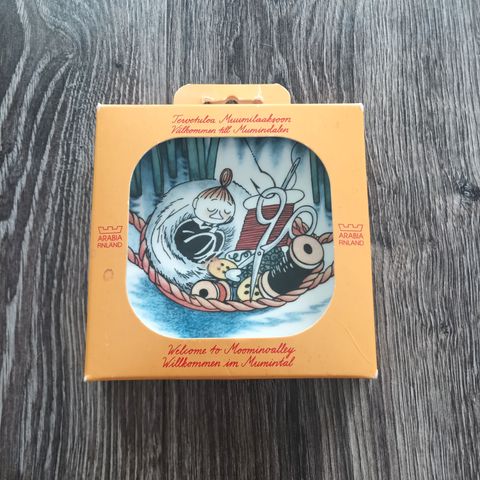 Tervetuloa Muumilaaksoon
Välkommen till Mumindalen
ARABIA
FINLAND
ARABIA
FINLAND
Welcome to Moominvalley
Willkommen im Mumintal